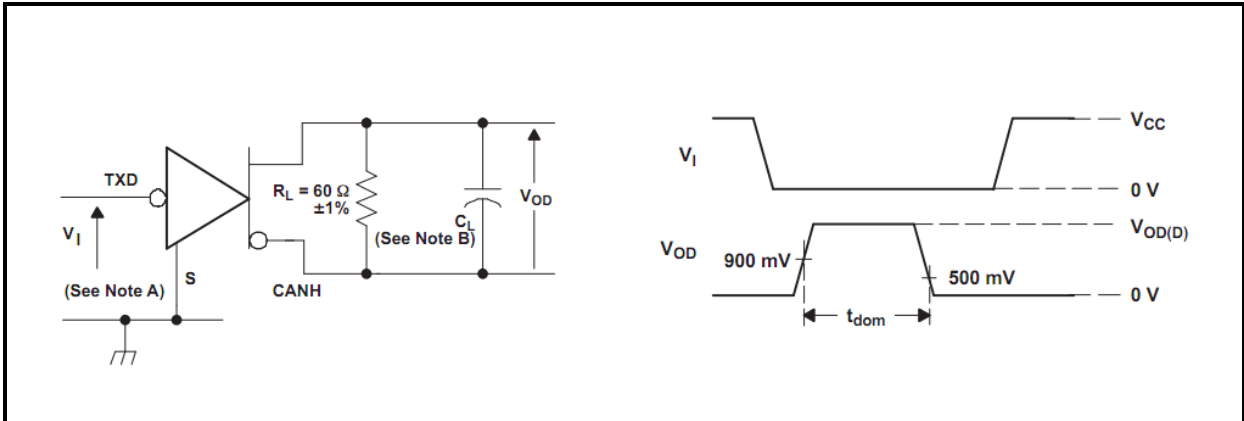 TXD
V_I
(See Note A)
S
R_L = 60 Ω
±1%
(See Note B)
C_L
V_OD
CANH
V_I
V_CC
0 V
V_OD
900 mV
500 mV
V_OD(D)
0 V
t_dom